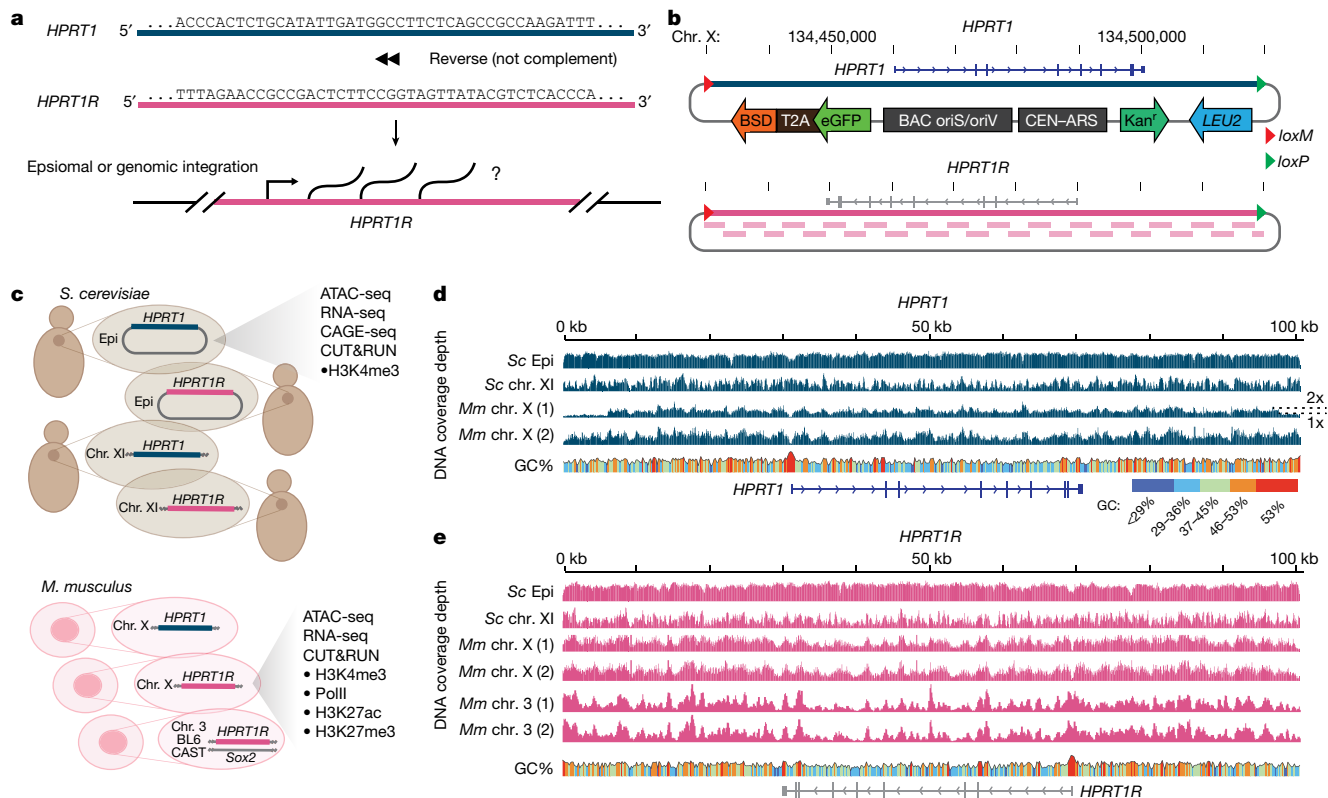 a
HPRT1 5′ ...ACCCACTCTGCATATTGATGGCCTTCTCAGCCGCCAAGATTT... 3′
Reverse (not complement)
HPRT1R 5′ ...TTTAGAACCGCCGACTCTTCCGGTAGTTATACGTCTCACCCA... 3′
Epsiomal or genomic integration
?
HPRT1R
b
HPRT1
Chr. X: 134,450,000 134,500,000
HPRT1
BSD T2A eGFP BAC oriS/oriV CEN–ARS Kanʳ LEU2
loxM
loxP
HPRT1R
c
S. cerevisiae
HPRT1
Epi
HPRT1R
Epi
HPRT1
Chr. XI
HPRT1R
Chr. XI
ATAC-seq
RNA-seq
CAGE-seq
CUT&RUN
•H3K4me3
M. musculus
HPRT1
Chr. X
HPRT1R
Chr. X
Chr. 3
BL6 HPRT1R
CAST Sox2
ATAC-seq
RNA-seq
CUT&RUN
• H3K4me3
• PolII
• H3K27ac
• H3K27me3
d
HPRT1
0 kb 50 kb 100 kb
DNA coverage depth
Sc Epi
Sc chr. XI
Mm chr. X (1)
2x
1x
Mm chr. X (2)
GC%
HPRT1
GC:
<29%
29–36%
37–45%
46–53%
53%
e
HPRT1R
0 kb 50 kb 100 kb
DNA coverage depth
Sc Epi
Sc chr. XI
Mm chr. X (1)
Mm chr. X (2)
Mm chr. 3 (1)
Mm chr. 3 (2)
GC%
HPRT1R